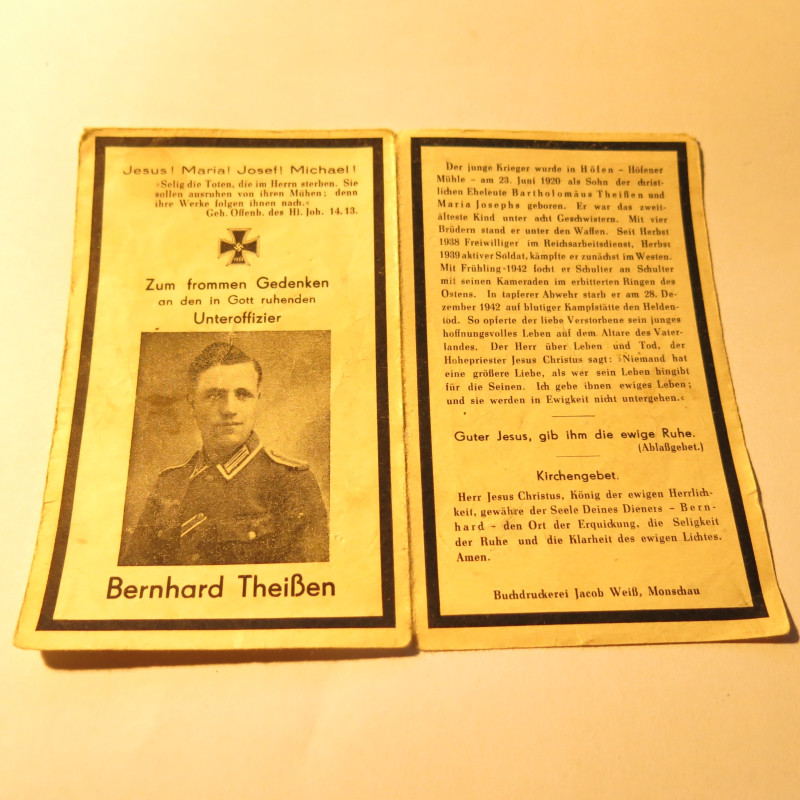 Jesus! Maria! Josef! Michael!
»Selig die Toten, die im Herrn sterben. Sie
sollen ausruhen von ihren Mühen; denn
ihre Werke folgen ihnen nach.«
Geh. Offenb. des Hl. Joh. 14.13.
Zum frommen Gedenken
an den in Gott ruhenden
Unteroffizier
Bernhard Theißen
Der junge Krieger wurde in Höfen – Höfener
Mühle – am 23. Juni 1920 als Sohn der christ-
lichen Eheleute Bartholomäus Theißen und
Maria Josephs geboren. Er war das zweit-
älteste Kind unter acht Geschwistern. Mit vier
Brüdern stand er unter den Waffen. Seit Herbst
1938 Freiwilliger im Reichsarbeitsdienst, Herbst
1939 aktiver Soldat, kämpfte er zunächst im Westen.
Mit Frühling 1942 focht er Schulter an Schulter
mit seinen Kameraden im erbitterten Ringen des
Ostens. In tapferer Abwehr starb er am 28. De-
zember 1942 auf blutiger Kampfstätte den Helden-
tod. So opferte der liebe Verstorbene sein junges
hoffnungsvolles Leben auf dem Altare des Vater-
landes. Der Herr über Leben und Tod, der
Hohepriester Jesus Christus sagt: »Niemand hat
eine größere Liebe, als wer sein Leben hingibt
für die Seinen. Ich gebe ihnen ewiges Leben;
und sie werden in Ewigkeit nicht untergehen.«
Guter Jesus, gib ihm die ewige Ruhe.
(Ablaßgebet.)
Kirchengebet.
Herr Jesus Christus, König der ewigen Herrlich-
keit, gewähre der Seele Deines Dieners – Bern-
hard – den Ort der Erquickung, die Seligkeit
der Ruhe und die Klarheit des ewigen Lichtes.
Amen.
Buchdruckerei Jacob Weiß, Monschau